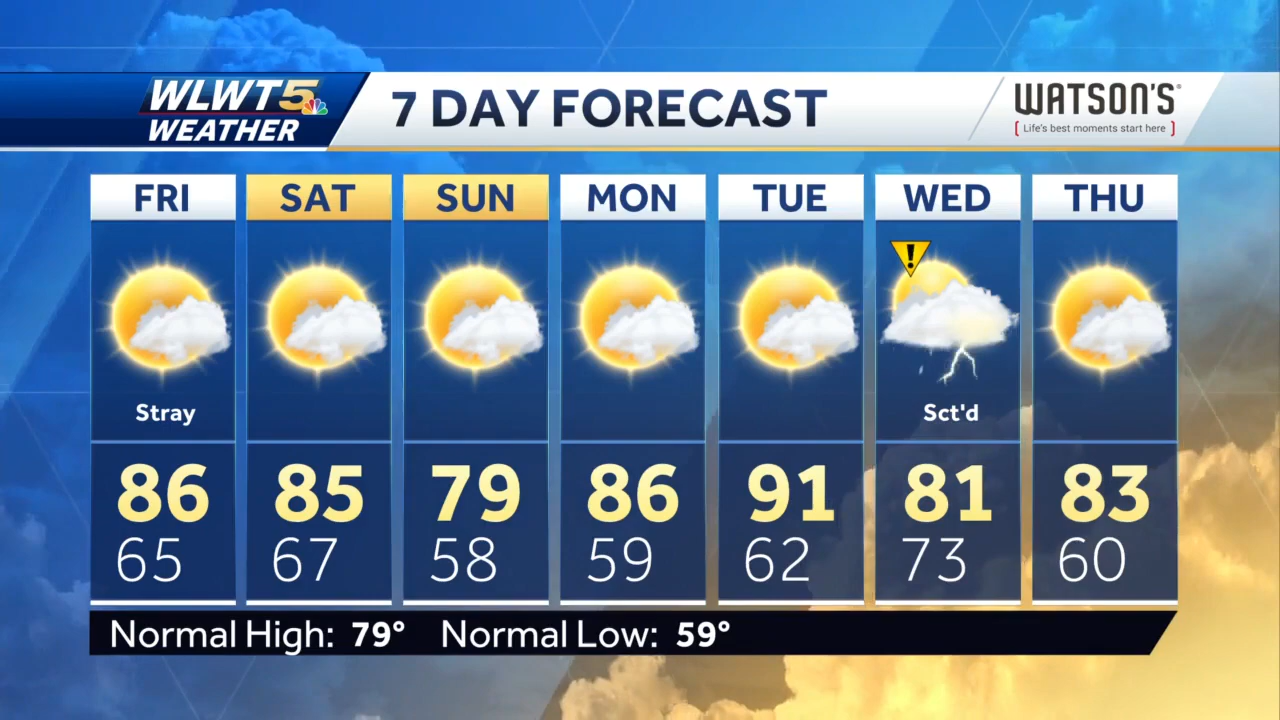 WLWT5
WEATHER
7 DAY FORECAST
WATSON'S®
[ Life's best moments start here ]
FRI SAT SUN MON TUE WED THU
!
Stray Sct'd
86 85 79 86 91 81 83
65 67 58 59 62 73 60
Normal High: 79° Normal Low: 59°